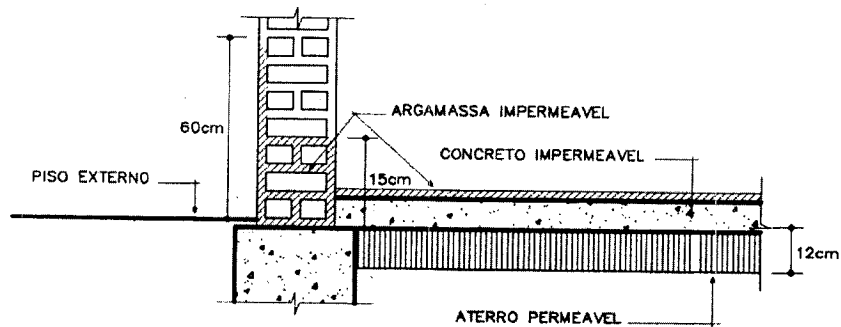 ARGAMASSA IMPERMEAVEL
60cm
CONCRETO IMPERMEAVEL
PISO EXTERNO
15cm
12cm
ATERRO PERMEAVEL